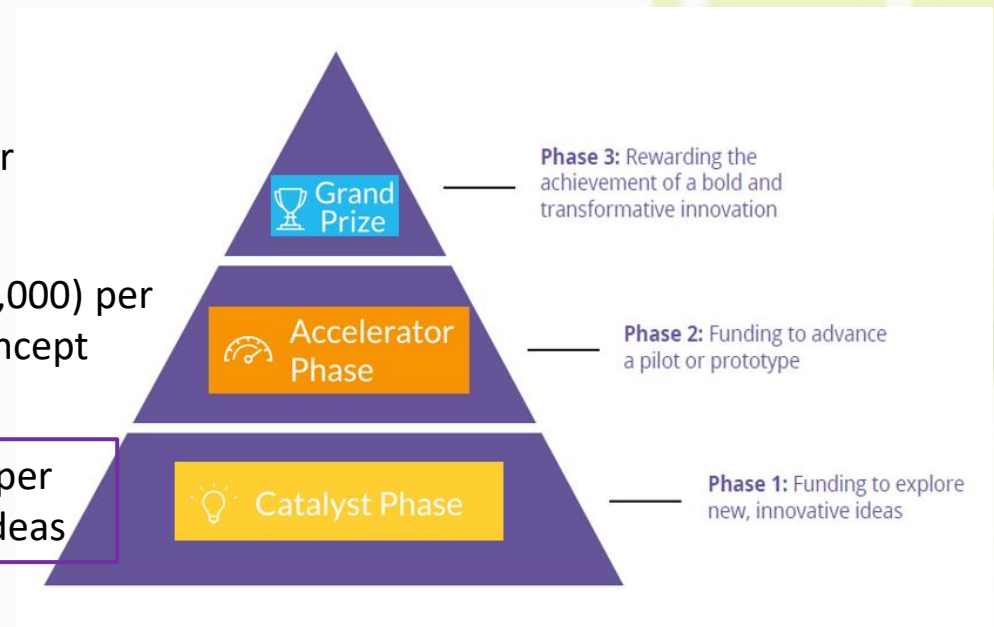 r
,000) per
ncept
per
deas
Grand
Prize
Accelerator
Phase
Catalyst Phase
Phase 3: Rewarding the
achievement of a bold and
transformative innovation
Phase 2: Funding to advance
a pilot or prototype
Phase 1: Funding to explore
new, innovative ideas